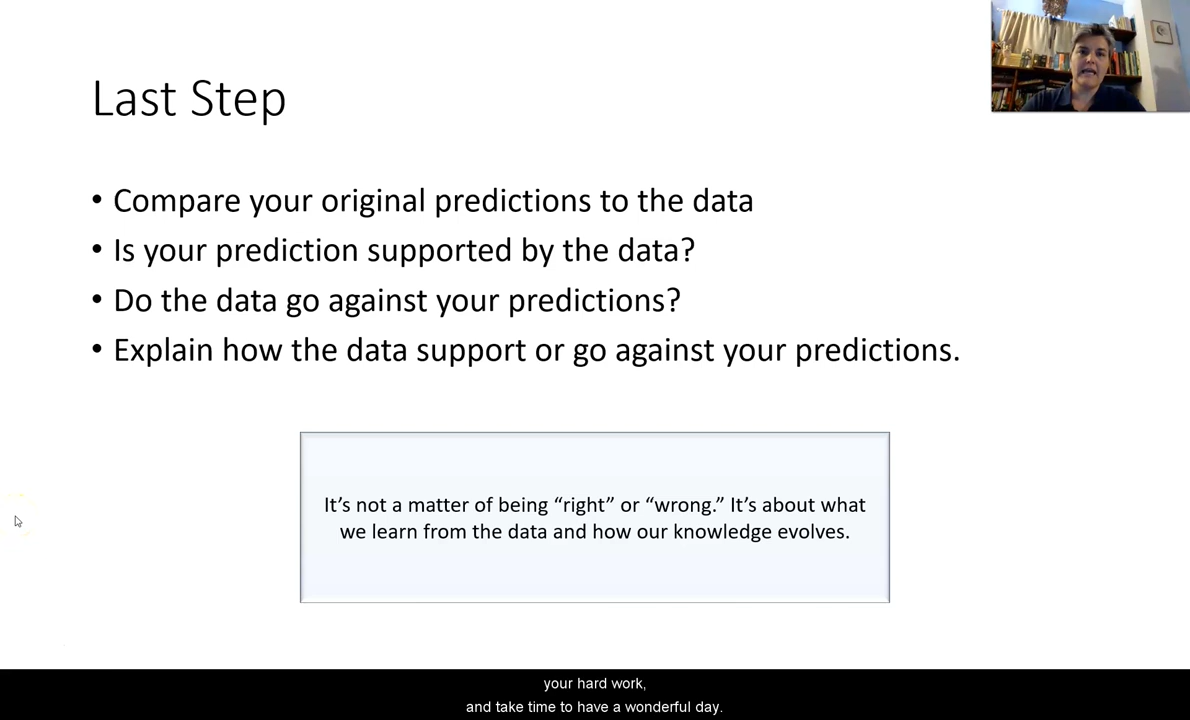 Last Step
• Compare your original predictions to the data
• Is your prediction supported by the data?
• Do the data go against your predictions?
• Explain how the data support or go against your predictions.
It’s not a matter of being “right” or “wrong.” It’s about what
we learn from the data and how our knowledge evolves.
your hard work,
and take time to have a wonderful day.